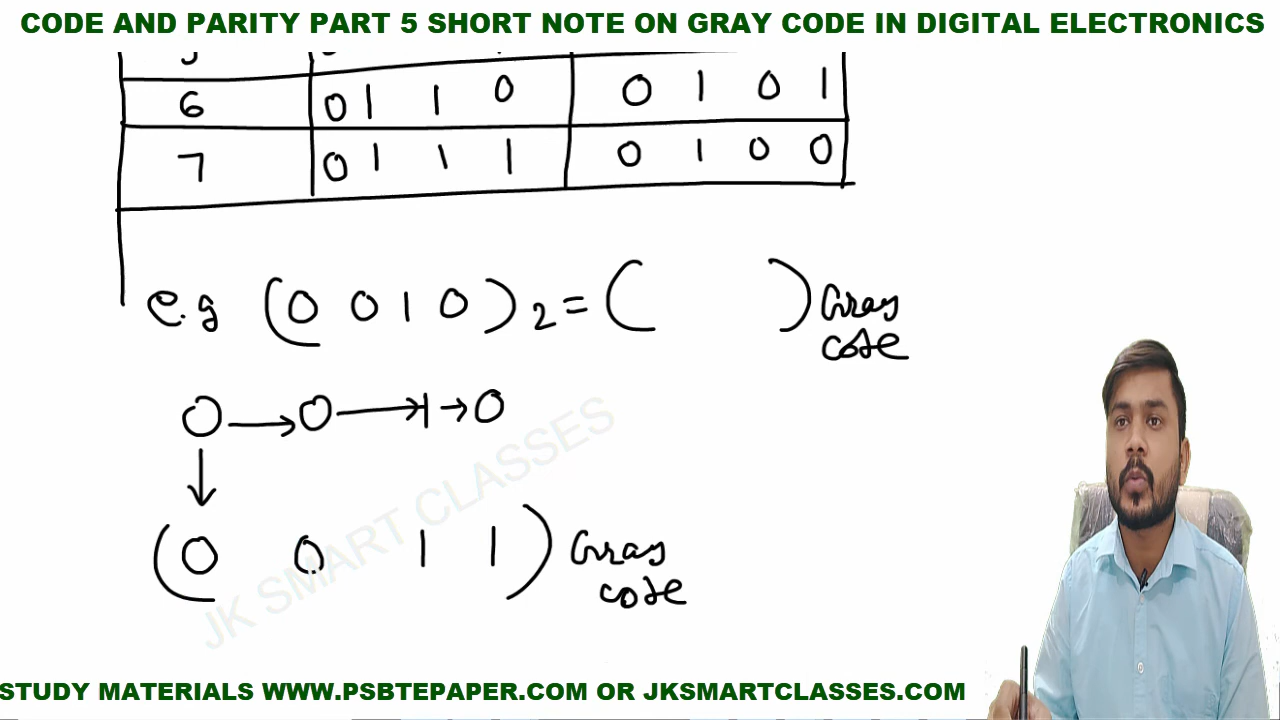 CODE AND PARITY PART 5 SHORT NOTE ON GRAY CODE IN DIGITAL ELECTRONICS
6 0 1 1 0 0 1 0 1
7 0 1 1 1 0 1 0 0
e.g (0 0 1 0)2 = ( ) Gray
code
0 → 0 → 1 → 0
↓
(0 0 1 1) Gray
code
JK SMART CLASSES
STUDY MATERIALS WWW.PSBTEPAPER.COM OR JKSMARTCLASSES.COM